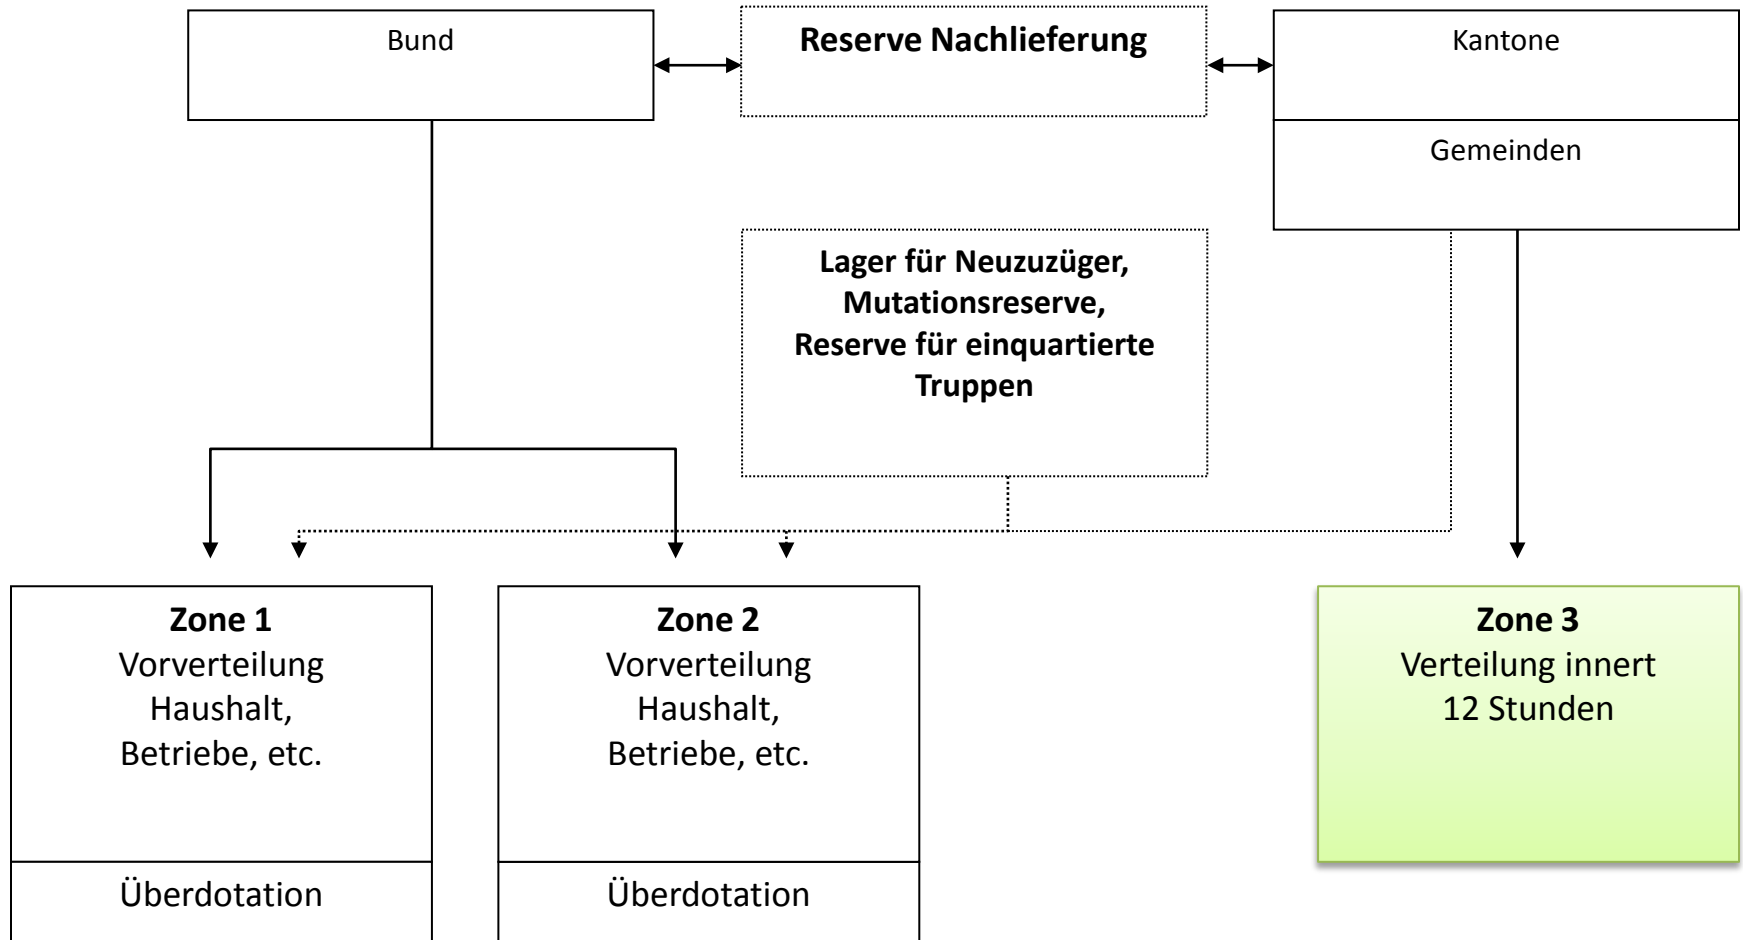 Bund
Reserve Nachlieferung
Kantone
Gemeinden
Lager für Neuzuzüger,
Mutationsreserve,
Reserve für einquartierte
Truppen
Zone 1
Vorverteilung
Haushalt,
Betriebe, etc.
Überdotation
Zone 2
Vorverteilung
Haushalt,
Betriebe, etc.
Überdotation
Zone 3
Verteilung innert
12 Stunden